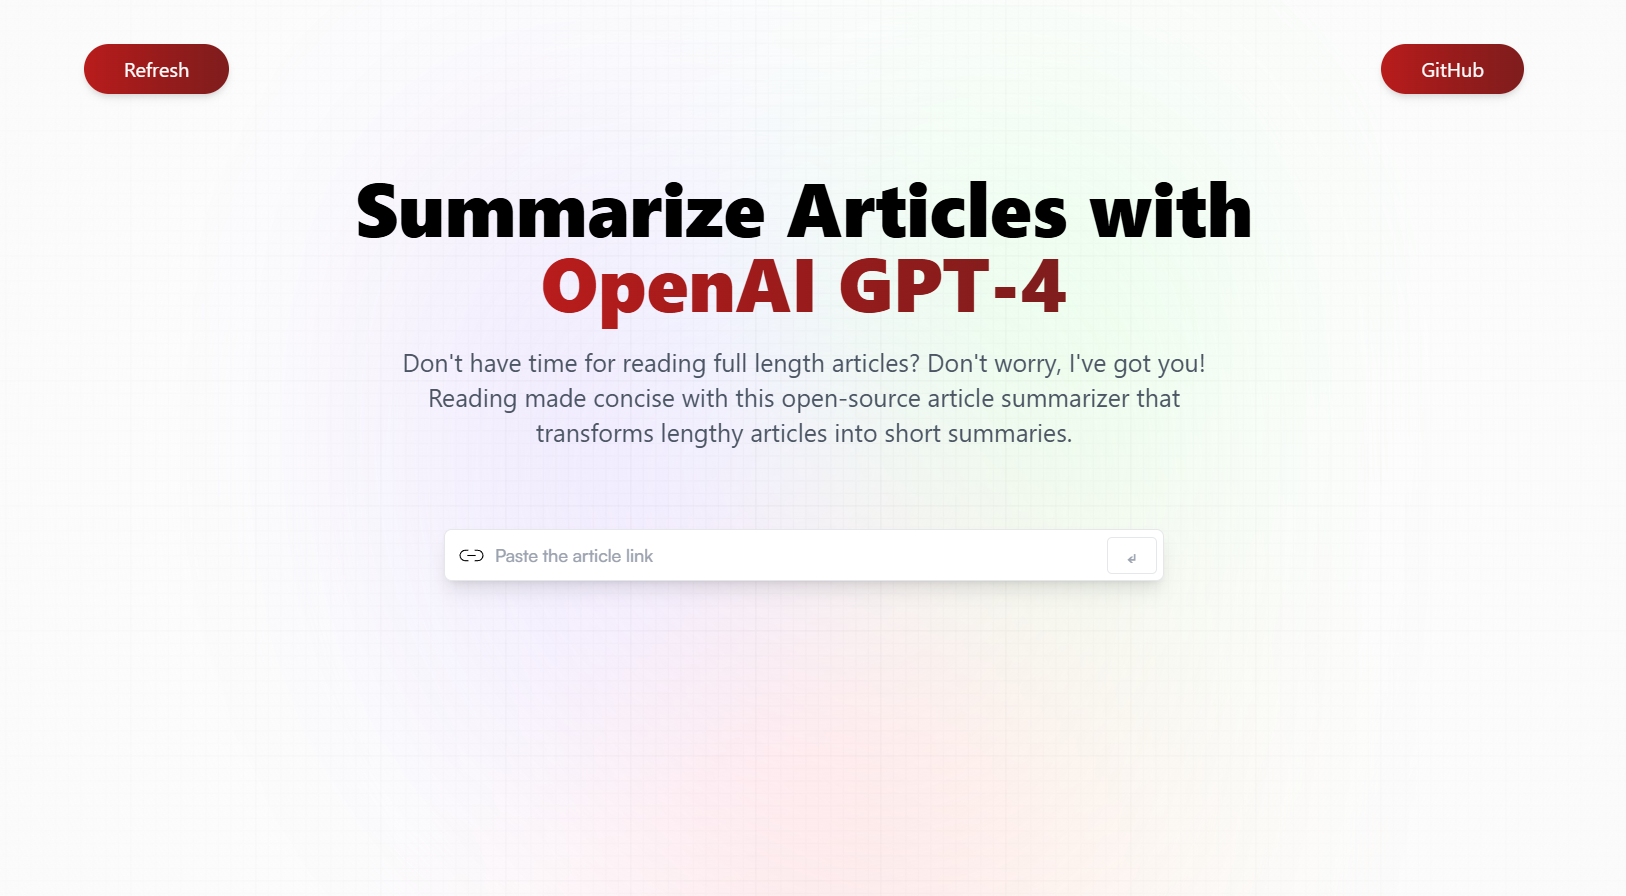 Refresh
GitHub
Summarize Articles with
OpenAI GPT-4
Don't have time for reading full length articles? Don't worry, I've got you!
Reading made concise with this open-source article summarizer that
transforms lengthy articles into short summaries.
Paste the article link
↵